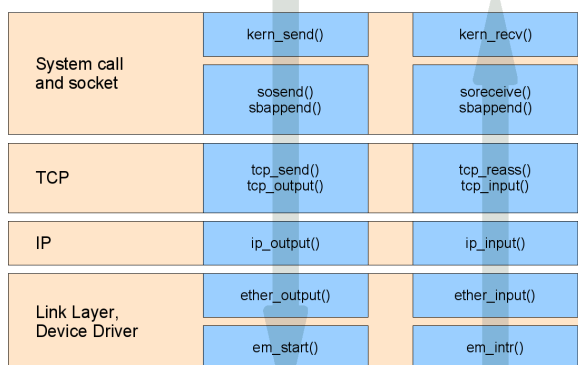 System call
and socket
kern_send()
kern_recv()
sosend()
sbappend()
soreceive()
sbappend()
TCP
tcp_send()
tcp_output()
tcp_reass()
tcp_input()
IP
ip_output()
ip_input()
Link Layer,
Device Driver
ether_output()
ether_input()
em_start()
em_intr()